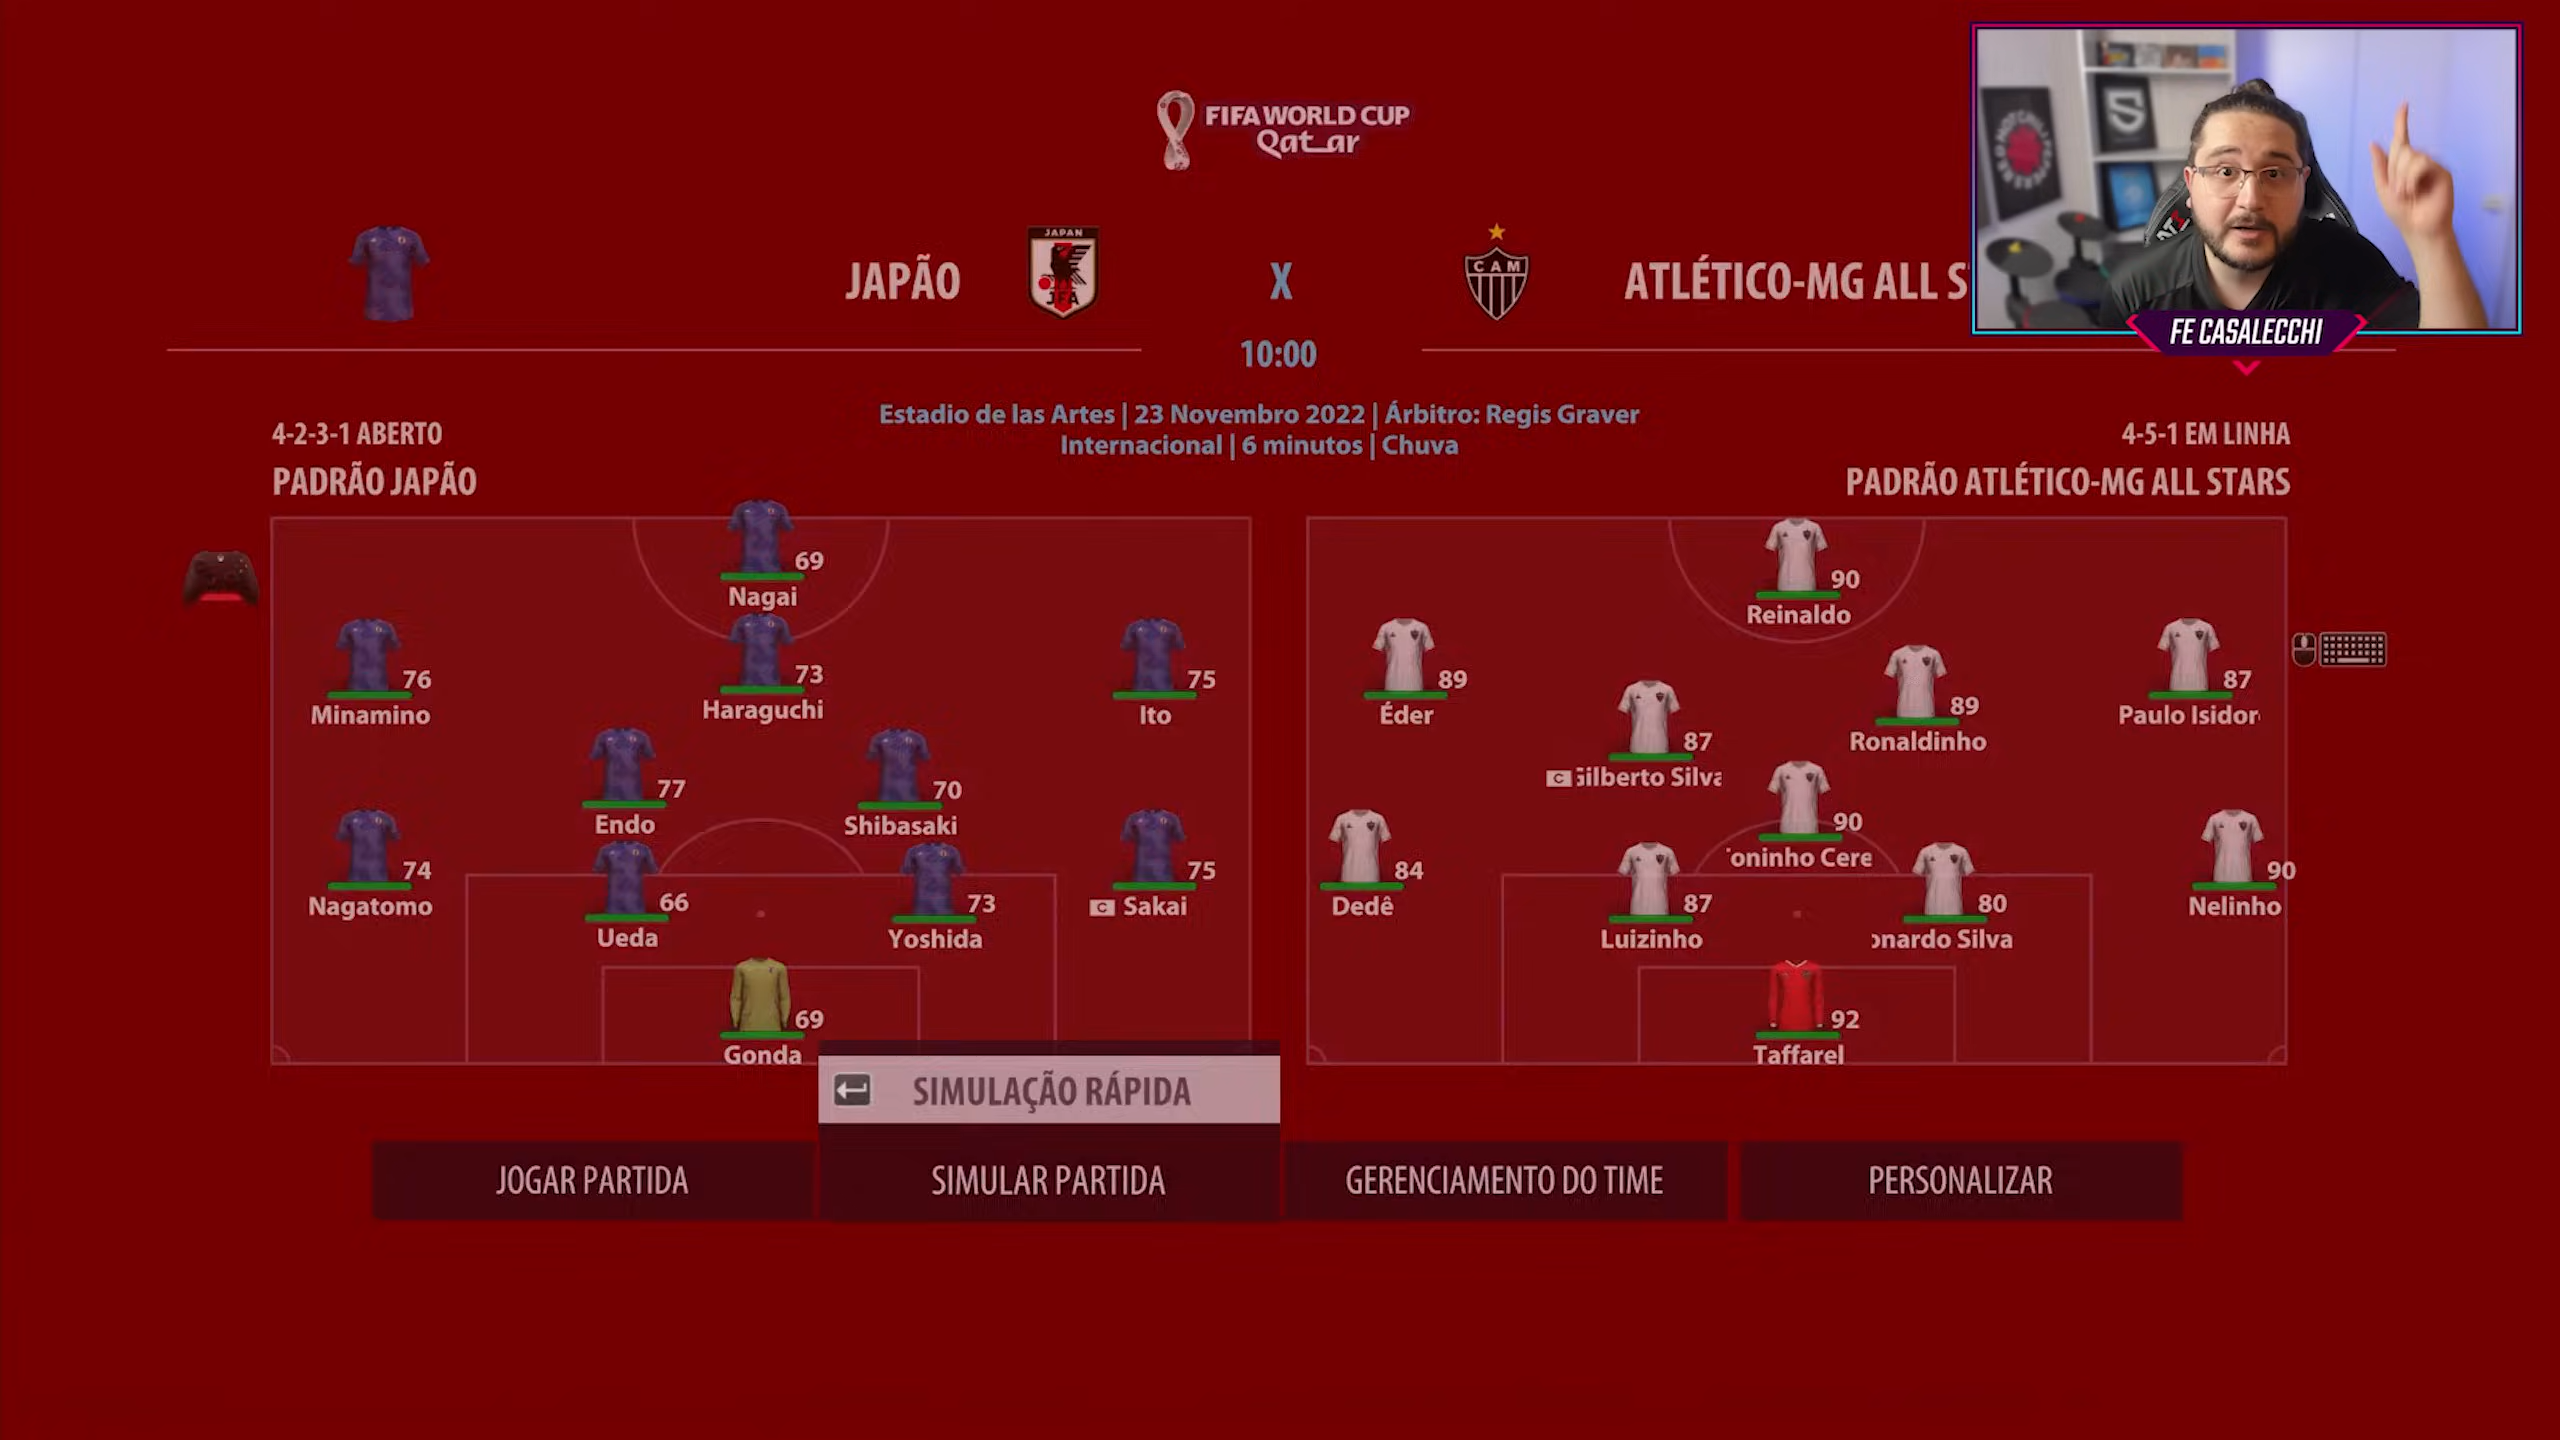 FIFA WORLD CUP
Qatar
JAPÃO
JAPAN
JFA
X
CAM
ATLÉTICO-MG ALL S
FE CASALECCHI
10:00
Estadio de las Artes | 23 Novembro 2022 | Árbitro: Regis Graver
Internacional | 6 minutos | Chuva
4-2-3-1 ABERTO
PADRÃO JAPÃO
4-5-1 EM LINHA
PADRÃO ATLÉTICO-MG ALL STARS
69
Nagai
76
Minamino
73
Haraguchi
75
Ito
77
Endo
70
Shibasaki
74
Nagatomo
66
Ueda
73
Yoshida
75
C Sakai
69
Gonda
90
Reinaldo
89
Éder
87
C Gilberto Silva
89
Ronaldinho
87
Paulo Isidor
90
oninho Cere
84
Dedê
87
Luizinho
80
onardo Silva
90
Nelinho
92
Taffarel
SIMULAÇÃO RÁPIDA
JOGAR PARTIDA
SIMULAR PARTIDA
GERENCIAMENTO DO TIME
PERSONALIZAR